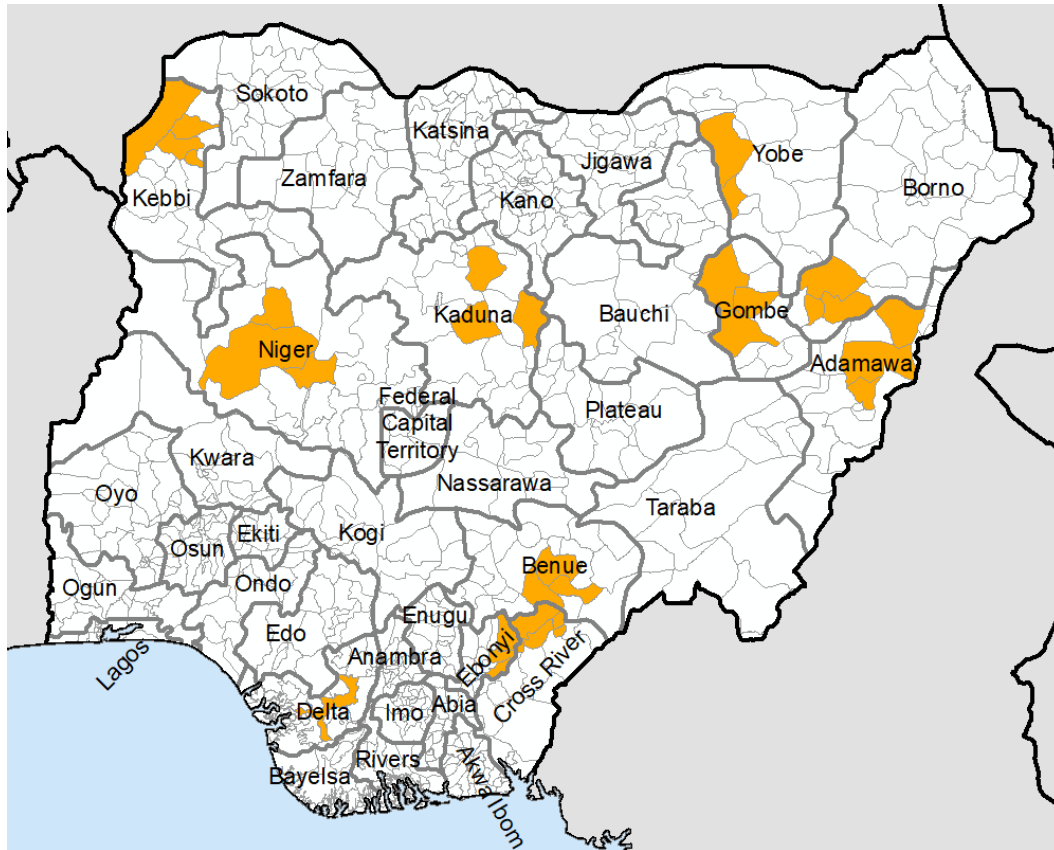 Sokoto
Katsina
Jigawa
Yobe
Kebbi
Zamfara
Kano
Borno
Kaduna
Bauchi
Gombe
Niger
Adamawa
Federal
Capital
Territory
Plateau
Kwara
Nassarawa
Oyo
Taraba
Osun
Ekiti
Kogi
Benue
Ogun
Ondo
Enugu
Edo
Anambra
Ebonyi
Cross River
Lagos
Delta
Imo
Abia
Bayelsa
Rivers
Akwa Ibom